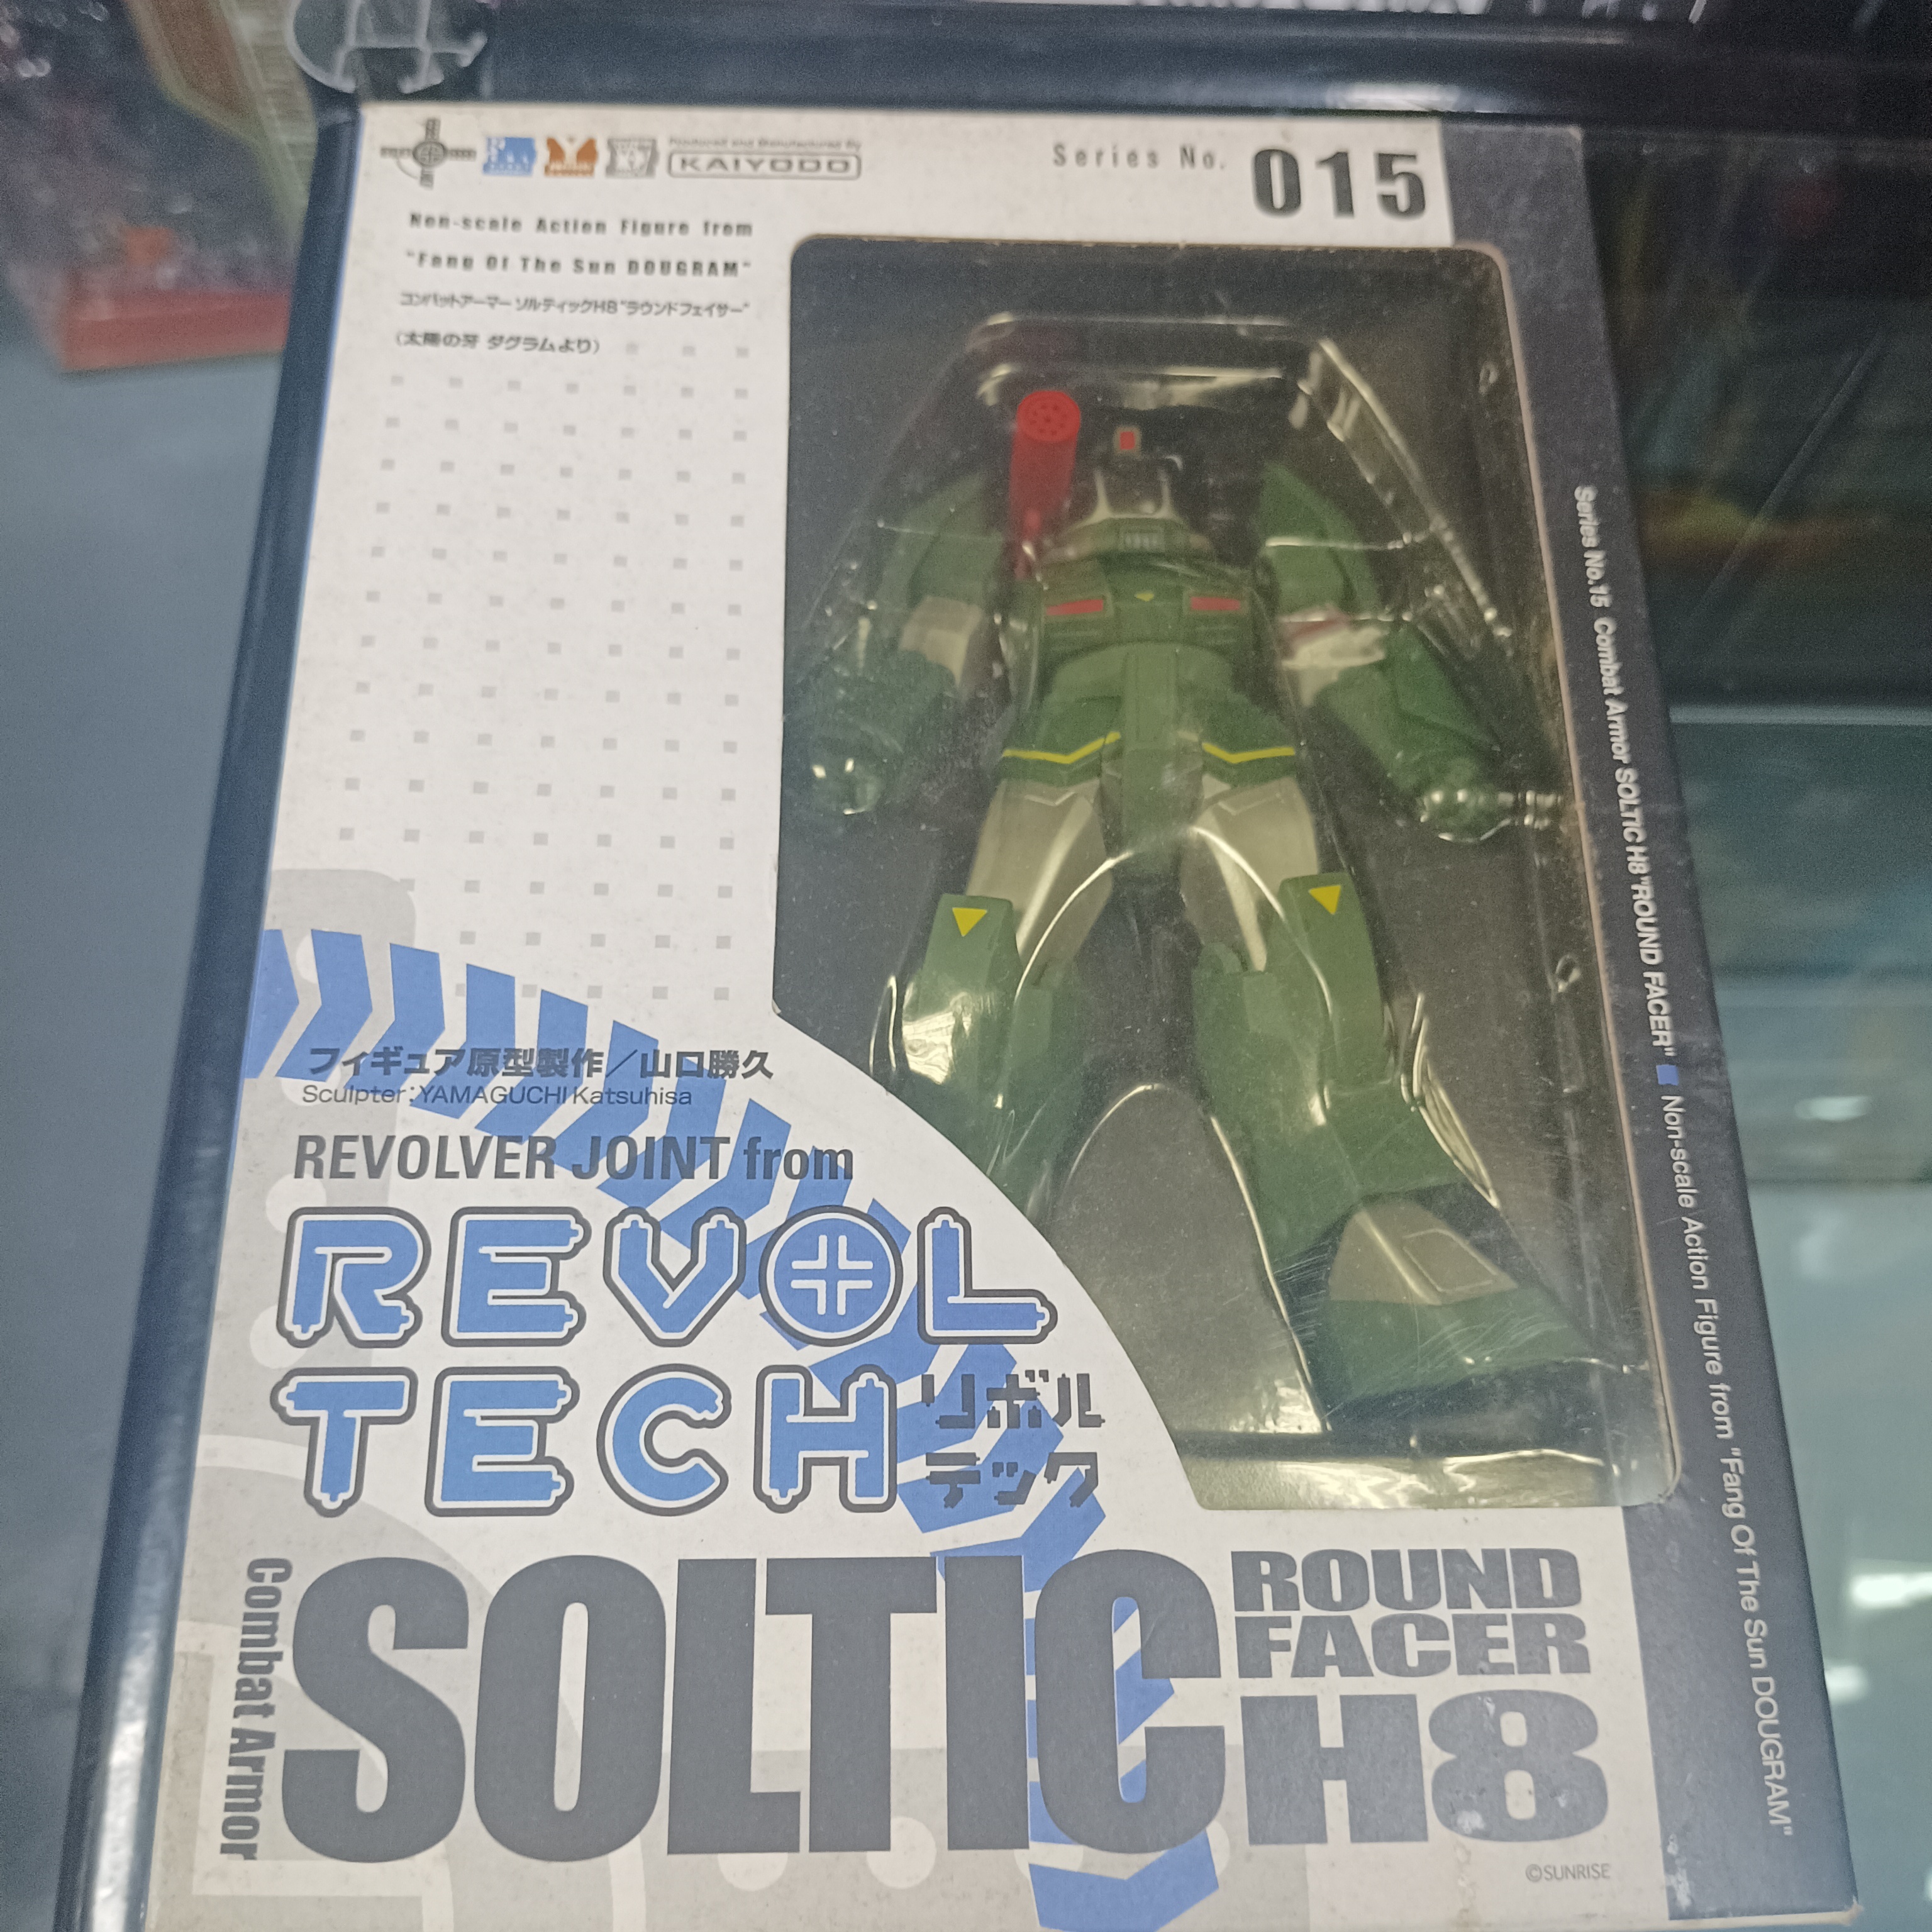 Produced and Manufactured by
KAIYODO
Series No. 015
Non-scale Action Figure from
"Fang Of The Sun DOUGRAM"
コンバットアーマー ソルティックH8 "ラウンドフェイサー"
（太陽の牙 ダグラムより）
フィギュア原型製作／山口勝久
Sculpter:YAMAGUCHI Katsuhisa
REVOLVER JOINT from
REVOL
TECH
リボル
テック
Combat Armor
SOLTIC
ROUND
FACER
H8
©SUNRISE
Series No.15 Combat Armor SOLTIC H8 "ROUND FACER" ■ Non-scale Action Figure from "Fang Of The Sun DOUGRAM"